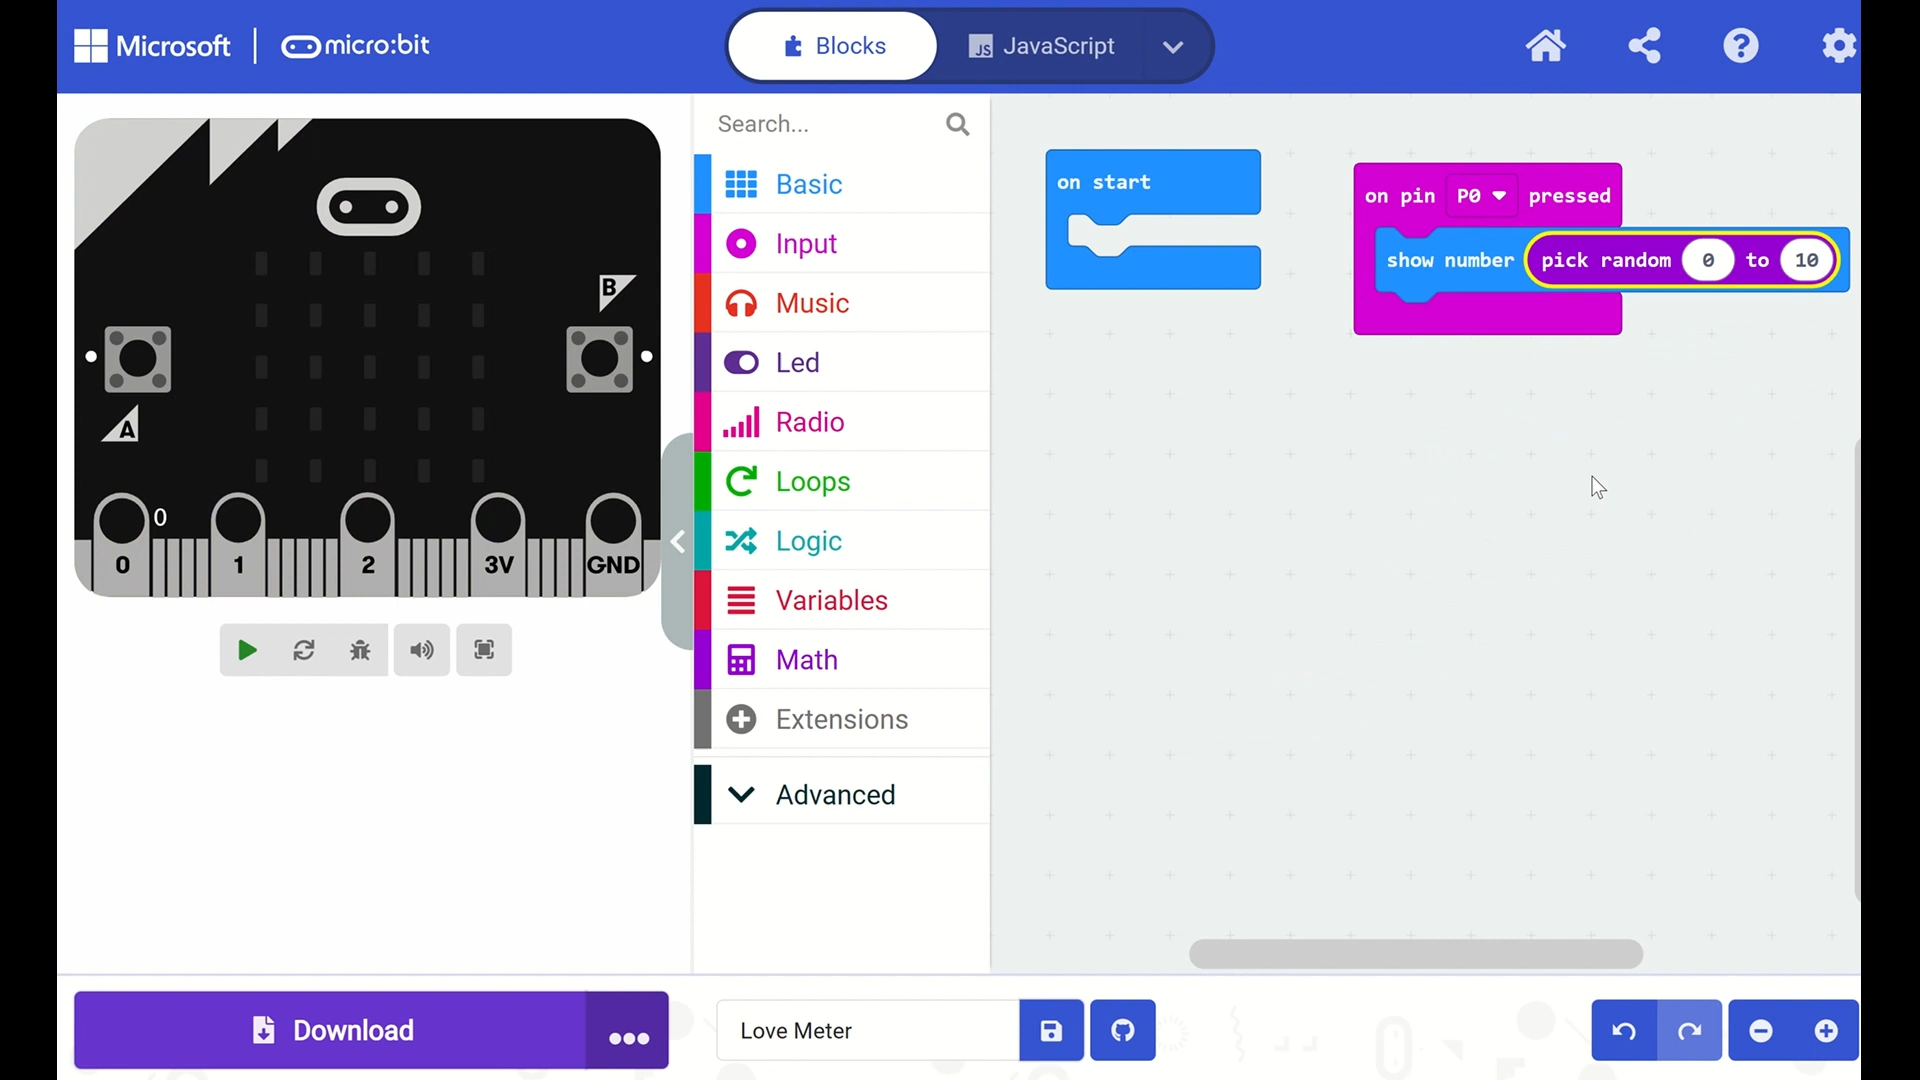 Microsoft | micro:bit
Blocks
JS JavaScript
?
B
A
0
0 1 2 3V GND
Search...
Basic
Input
Music
Led
Radio
Loops
Logic
Variables
Math
Extensions
Advanced
on start
on pin P0 pressed
show number pick random 0 to 10
Download
Love Meter